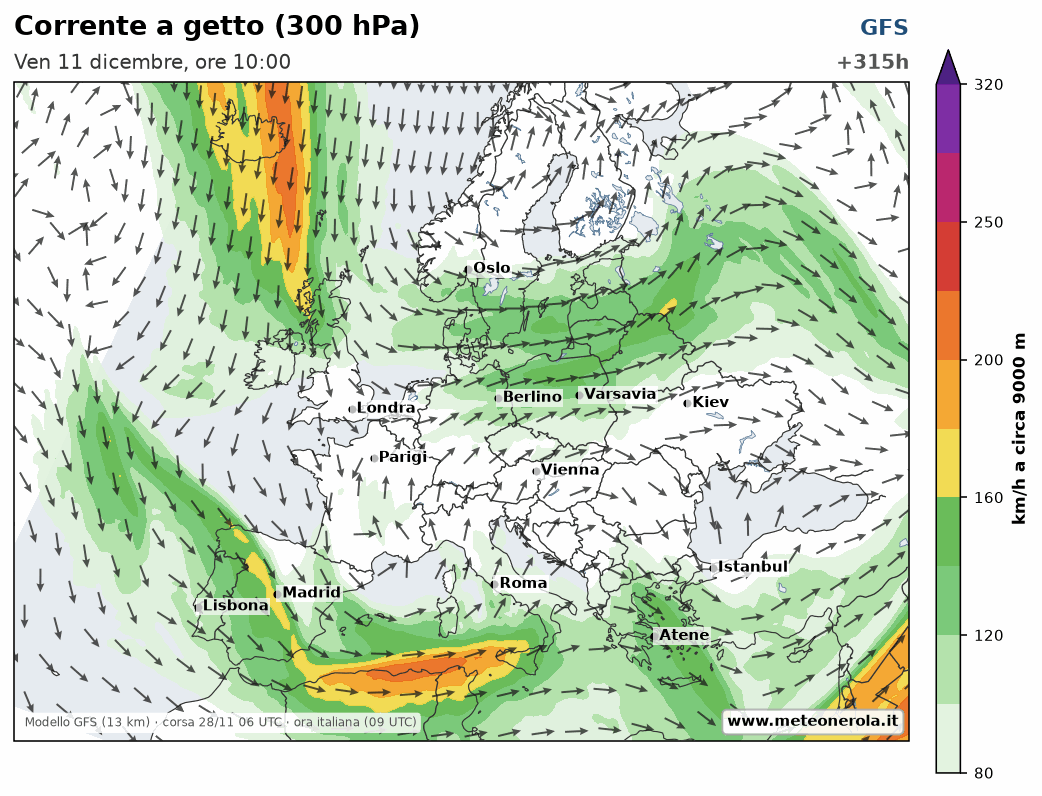 Corrente a getto (300 hPa)
GFS
Ven 11 dicembre, ore 10:00
+315h
320
250
200
160
120
80
km/h a circa 9000 m
Oslo
Berlino
Varsavia
Kiev
Londra
Parigi
Vienna
Istanbul
Roma
Madrid
Lisbona
Atene
Modello GFS (13 km) · corsa 28/11 06 UTC · ora italiana (09 UTC)
www.meteonerola.it